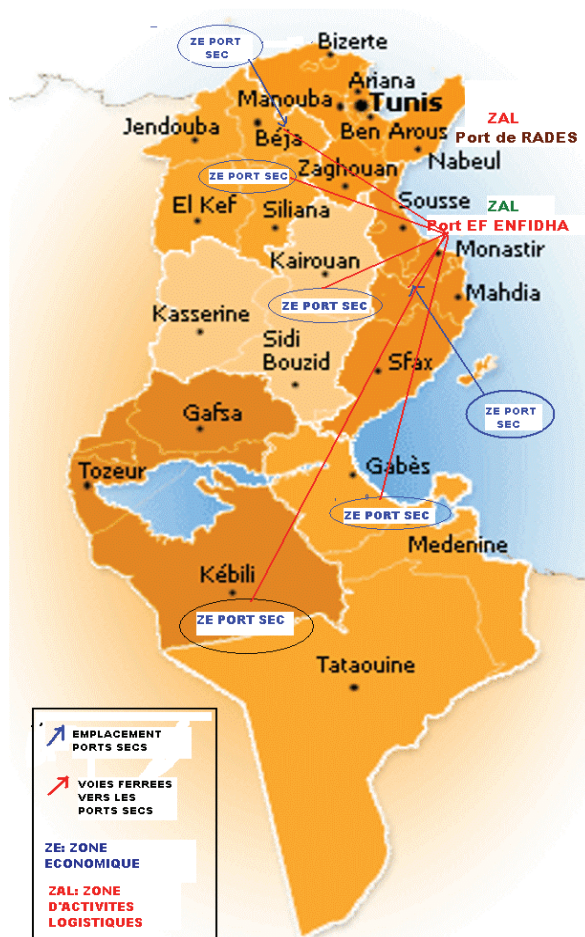 ZE PORT
SEC
Bizerte
Ariana
Manouba
Tunis
Jendouba
Béja
Ben Arous
ZAL
Port de RADES
Nabeul
ZE PORT SEC
Zaghouan
El Kef
Siliana
Sousse
ZAL
Port EF ENFIDHA
Monastir
Kairouan
Mahdia
ZE PORT SEC
Kasserine
Sidi
Bouzid
Sfax
ZE PORT
SEC
Gafsa
Tozeur
Gabès
ZE PORT SEC
Medenine
Kébili
ZE PORT SEC
Tataouine
EMPLACEMENT
PORTS SECS
VOIES FERREES
VERS LES
PORTS SECS
ZE: ZONE
ECONOMIQUE
ZAL: ZONE
D'ACTIVITES
LOGISTIQUES